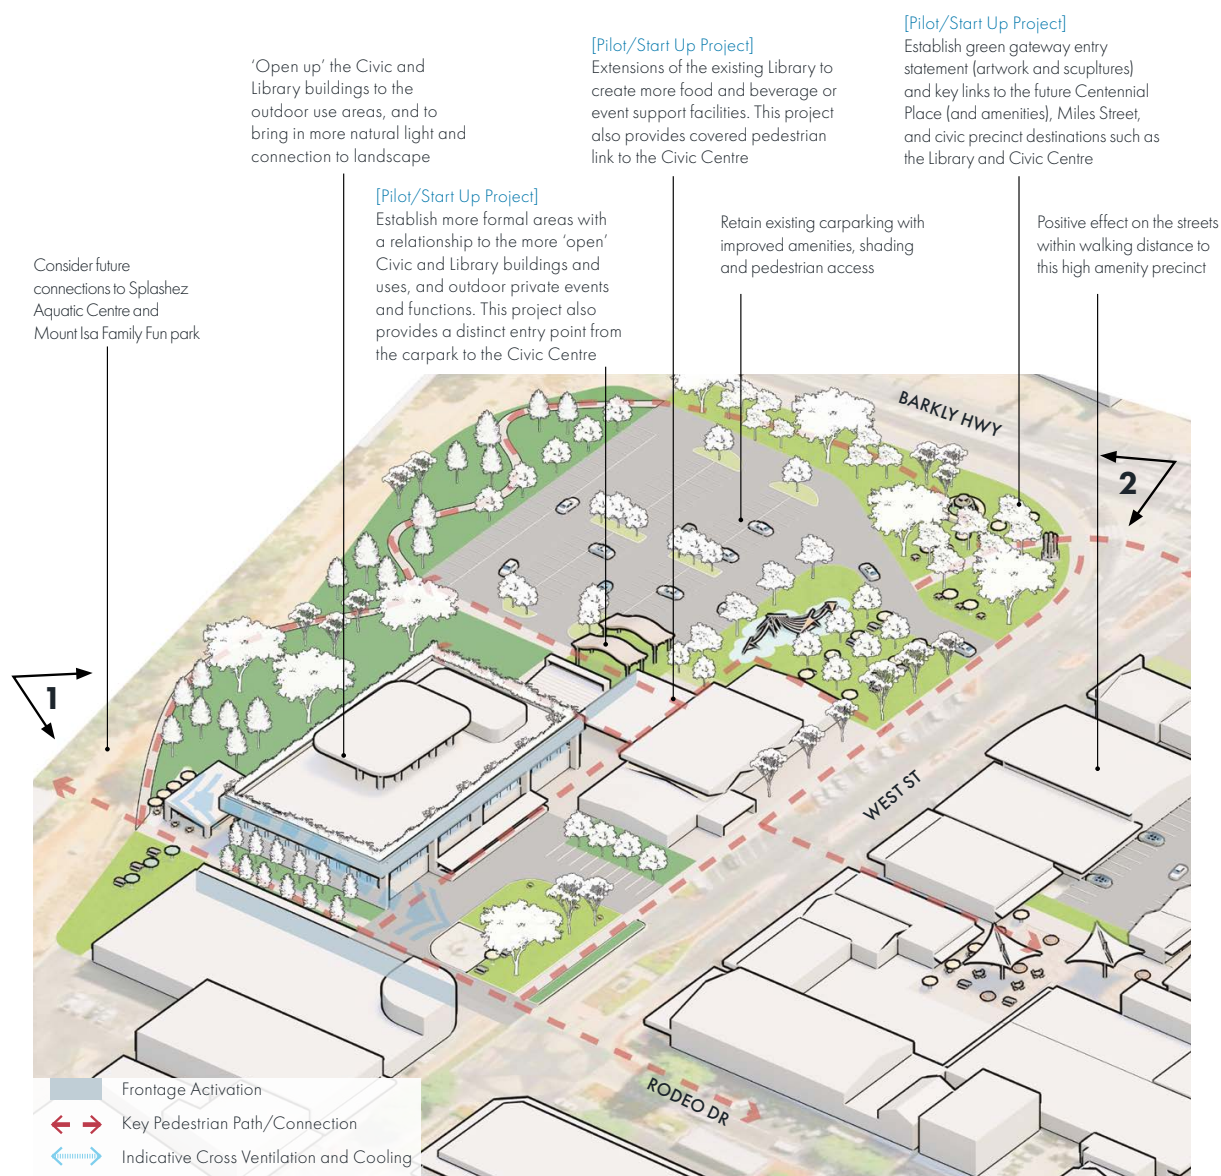 [Pilot/Start Up Project]
Establish green gateway entry
statement (artwork and scupltures)
and key links to the future Centennial
Place (and amenities), Miles Street,
and civic precinct destinations such as
the Library and Civic Centre
[Pilot/Start Up Project]
Extensions of the existing Library to
create more food and beverage or
event support facilities. This project
also provides covered pedestrian
link to the Civic Centre
‘Open up’ the Civic and
Library buildings to the
outdoor use areas, and to
bring in more natural light and
connection to landscape
[Pilot/Start Up Project]
Establish more formal areas with
a relationship to the more ‘open’
Civic and Library buildings and
uses, and outdoor private events
and functions. This project also
provides a distinct entry point from
the carpark to the Civic Centre
Retain existing carparking with
improved amenities, shading
and pedestrian access
Positive effect on the streets
within walking distance to
this high amenity precinct
Consider future
connections to Splashez
Aquatic Centre and
Mount Isa Family Fun park
BARKLY HWY
2
1
WEST ST
RODEO DR
Frontage Activation
Key Pedestrian Path/Connection
Indicative Cross Ventilation and Cooling